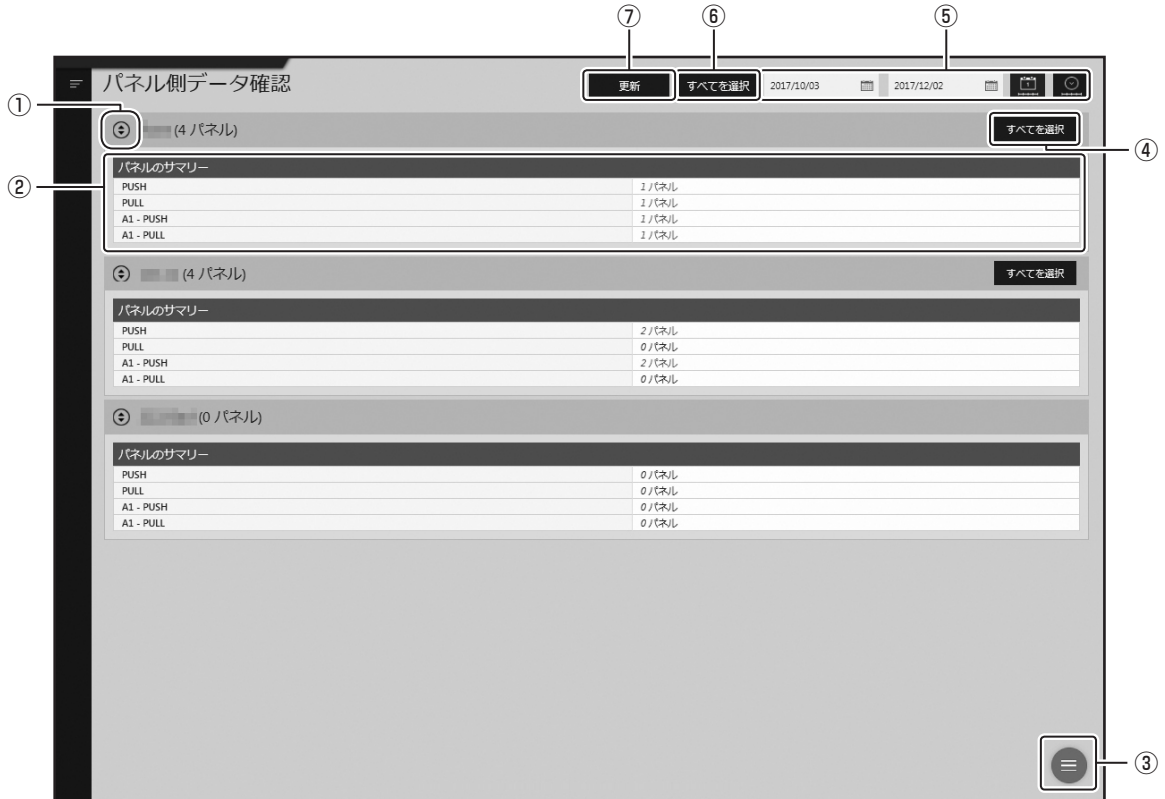 ⑦ ⑥ ⑤
パネル側データ確認 更新 すべてを選択 2017/10/03 2017/12/02
①
(4 パネル) すべてを選択
④
②
パネルのサマリー
PUSH 1 パネル
PULL 1 パネル
A1 - PUSH 1 パネル
A1 - PULL 1 パネル
(4 パネル) すべてを選択
パネルのサマリー
PUSH 2 パネル
PULL 0 パネル
A1 - PUSH 2 パネル
A1 - PULL 0 パネル
(0 パネル)
パネルのサマリー
PUSH 0 パネル
PULL 0 パネル
A1 - PUSH 0 パネル
A1 - PULL 0 パネル
③